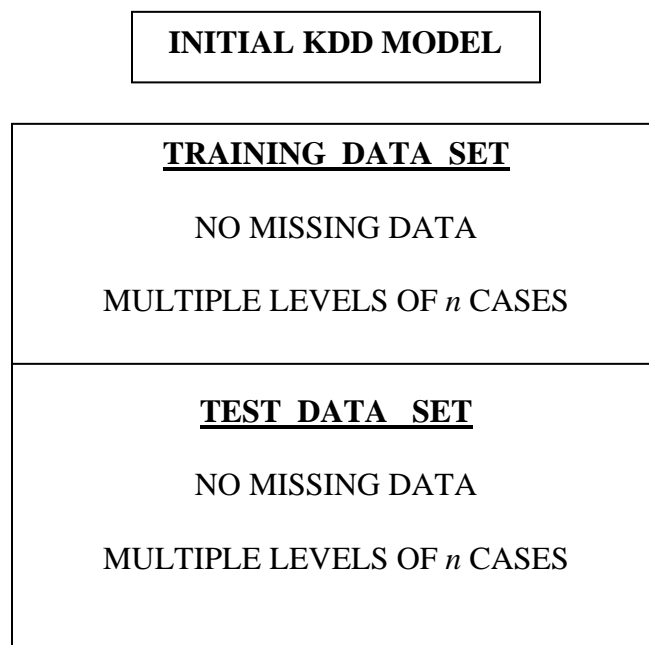 INITIAL KDD MODEL
TRAINING DATA SET
NO MISSING DATA
MULTIPLE LEVELS OF n CASES
TEST DATA SET
NO MISSING DATA
MULTIPLE LEVELS OF n CASES